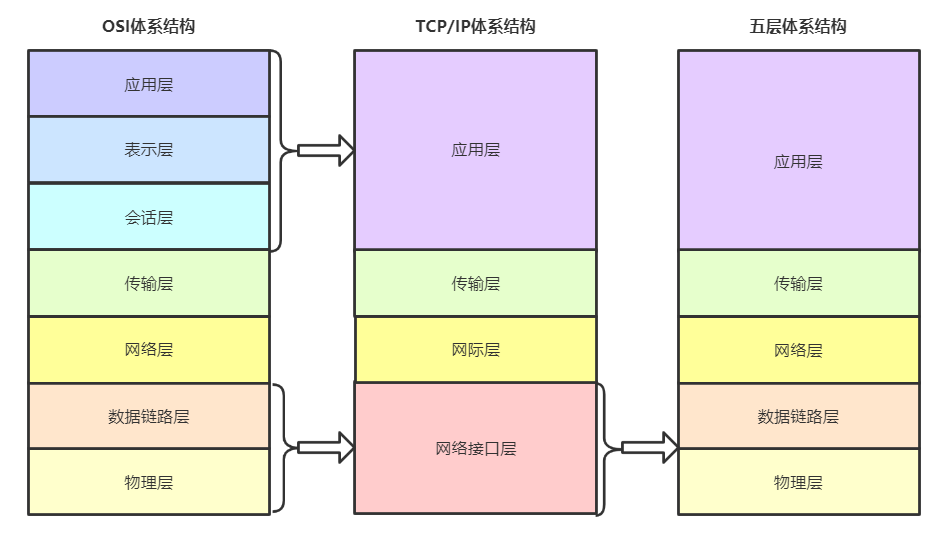 OSI体系结构
应用层
表示层
会话层
传输层
网络层
数据链路层
物理层
TCP/IP体系结构
应用层
传输层
网际层
网络接口层
五层体系结构
应用层
传输层
网络层
数据链路层
物理层